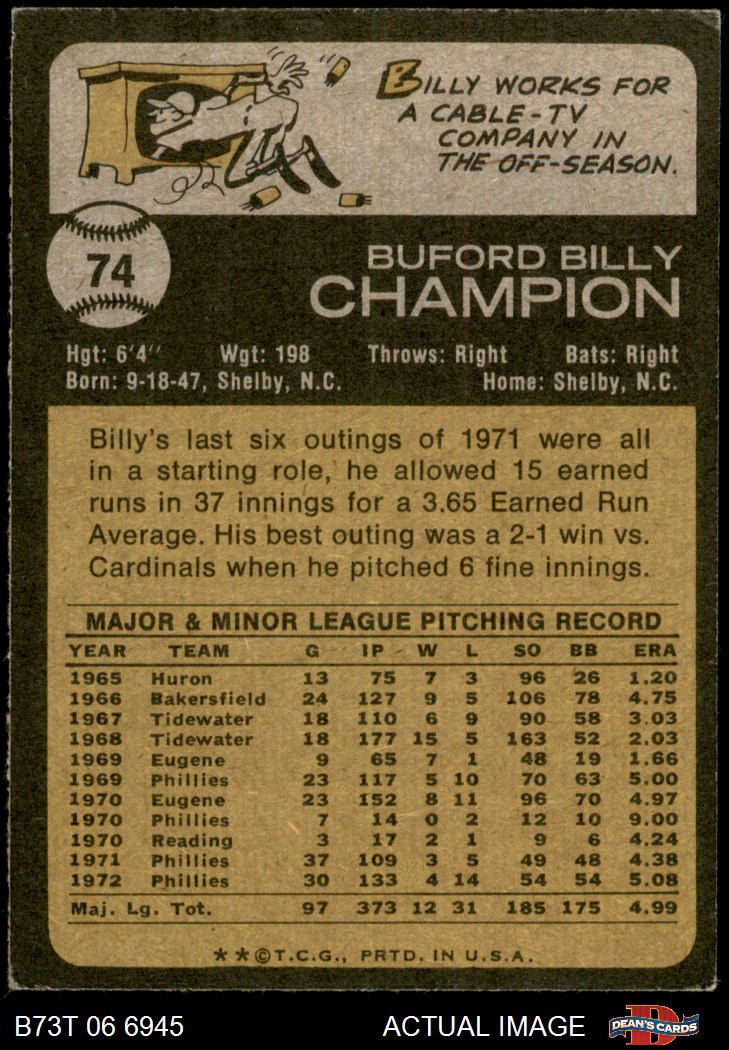 BILLY WORKS FOR
A CABLE-TV
COMPANY IN
THE OFF-SEASON.
74
BUFORD BILLY
CHAMPION
Hgt: 6'4" Wgt: 198 Throws: Right Bats: Right
Born: 9-18-47, Shelby, N.C. Home: Shelby, N.C.
Billy's last six outings of 1971 were all
in a starting role, he allowed 15 earned
runs in 37 innings for a 3.65 Earned Run
Average. His best outing was a 2-1 win vs.
Cardinals when he pitched 6 fine innings.
MAJOR & MINOR LEAGUE PITCHING RECORD
YEAR TEAM G IP W L SO BB ERA
1965 Huron 13 75 7 3 96 26 1.20
1966 Bakersfield 24 127 9 5 106 78 4.75
1967 Tidewater 18 110 6 9 90 58 3.03
1968 Tidewater 18 177 15 5 163 52 2.03
1969 Eugene 9 65 7 1 48 19 1.66
1969 Phillies 23 117 5 10 70 63 5.00
1970 Eugene 23 152 8 11 96 70 4.97
1970 Phillies 7 14 0 2 12 10 9.00
1970 Reading 3 17 2 1 9 6 4.24
1971 Phillies 37 109 3 5 49 48 4.38
1972 Phillies 30 133 4 14 54 54 5.08
Maj. Lg. Tot. 97 373 12 31 185 175 4.99
**©T.C.G., PRTD. IN U.S.A.
B73T 06 6945 ACTUAL IMAGE DEAN'S CARDS